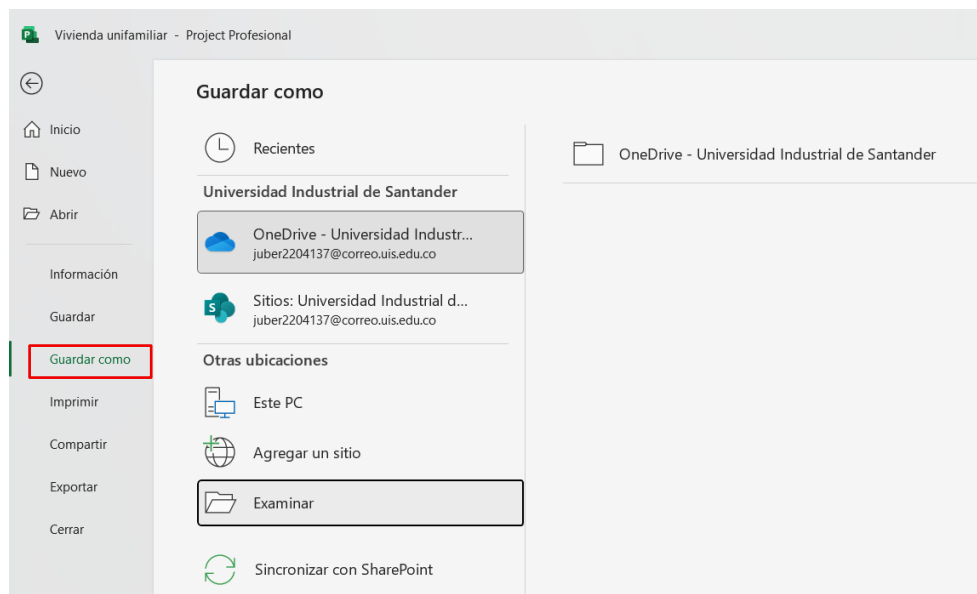 Vivienda unifamiliar - Project Profesional
Inicio
Nuevo
Abrir
Información
Guardar
Guardar como
Imprimir
Compartir
Exportar
Cerrar
Guardar como
Recientes
Universidad Industrial de Santander
OneDrive - Universidad Industr...
juber2204137@correo.uis.edu.co
Sitios: Universidad Industrial d...
juber2204137@correo.uis.edu.co
Otras ubicaciones
Este PC
Agregar un sitio
Examinar
Sincronizar con SharePoint
OneDrive - Universidad Industrial de Santander